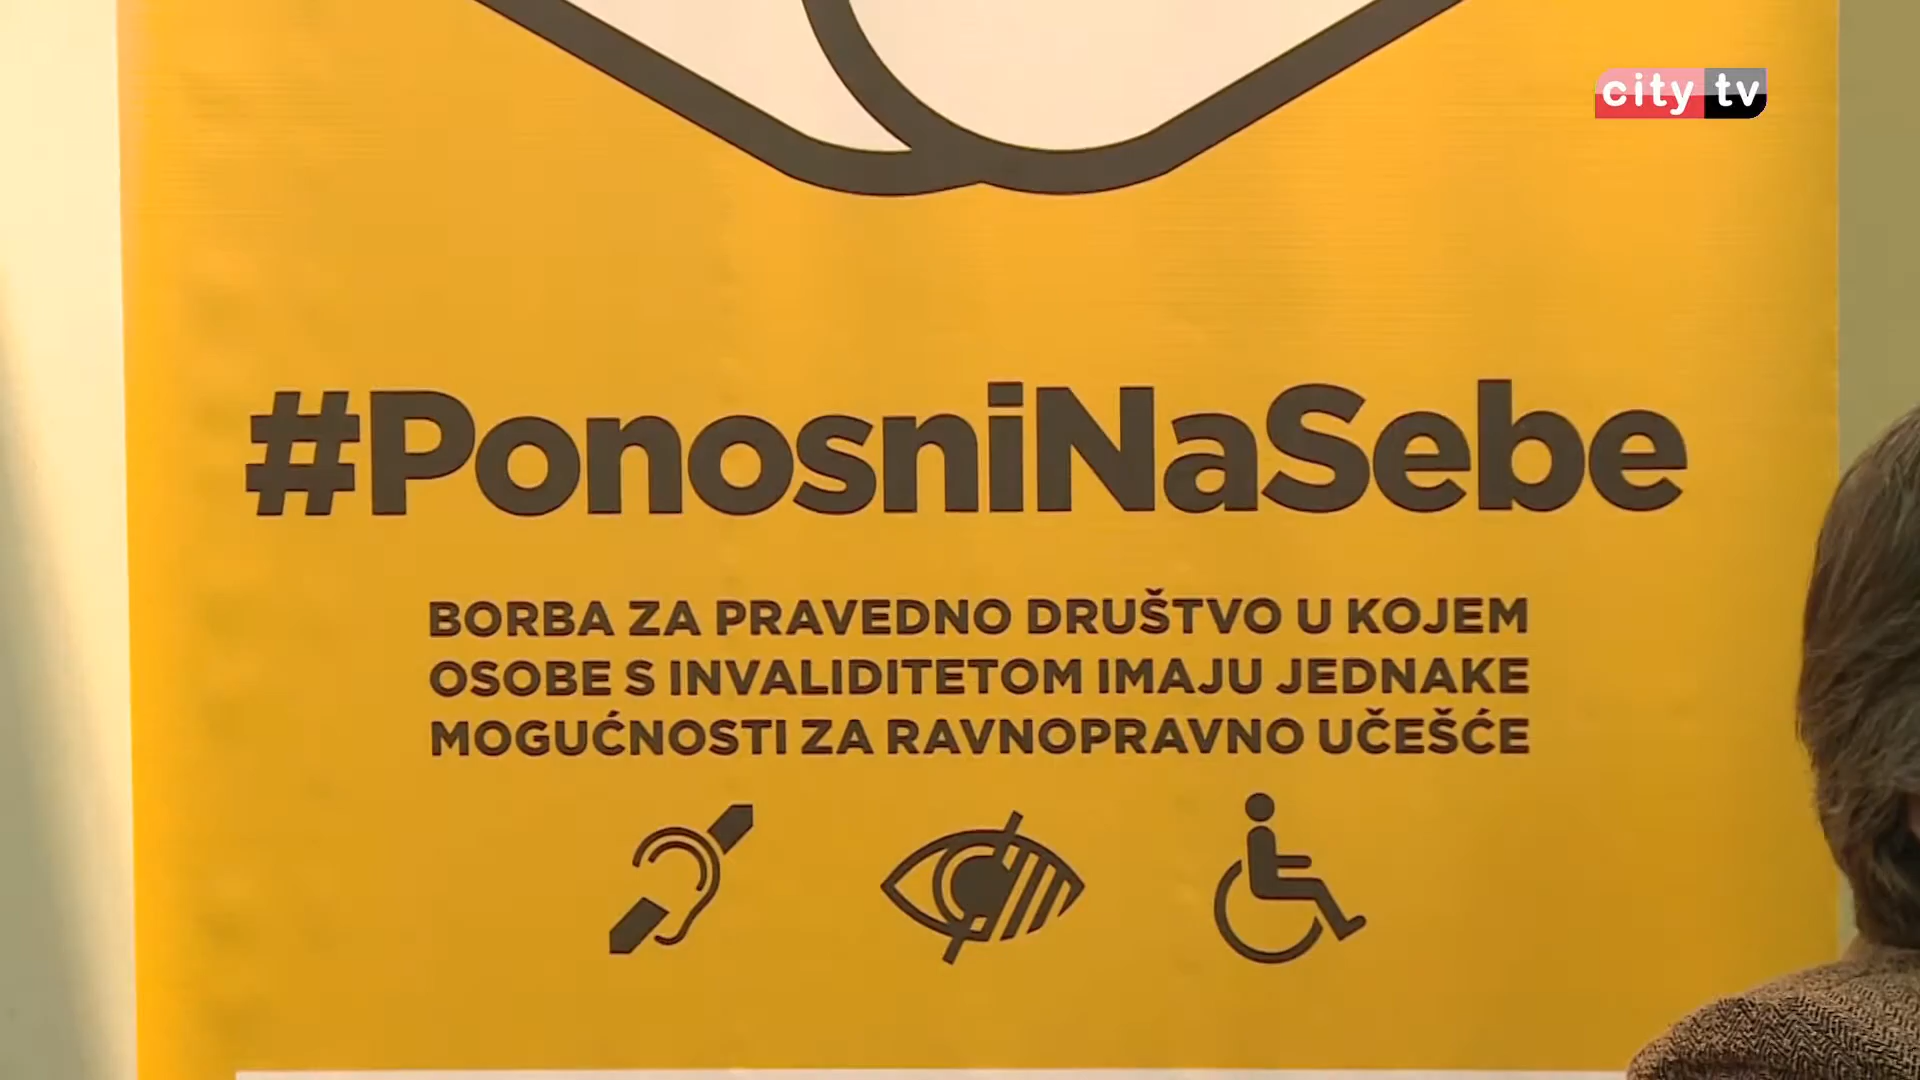 city tv
#PonosniNaSebe
BORBA ZA PRAVEDNO DRUŠTVO U KOJEM
OSOBE S INVALIDITETOM IMAJU JEDNAKE
MOGUĆNOSTI ZA RAVNOPRAVNO UČEŠĆE